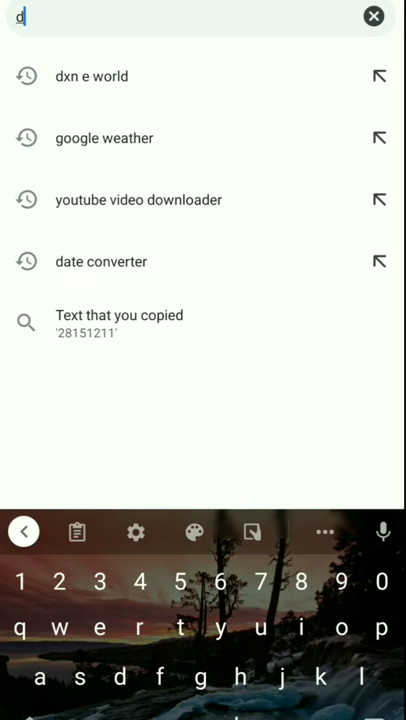 d
dxn e world
google weather
youtube video downloader
date converter
Text that you copied
'28151211'
1 2 3 4 5 6 7 8 9 0
q w e r t y u i o p
a s d f g h j k l